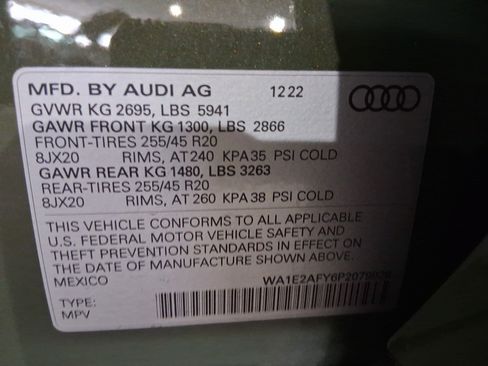 MFD. BY AUDI AG 12 22
GVWR KG 2695, LBS 5941
GAWR FRONT KG 1300, LBS 2866
FRONT-TIRES 255/45 R20
8JX20 RIMS, AT 240 KPA 35 PSI COLD
GAWR REAR KG 1480, LBS 3263
REAR-TIRES 255/45 R20
8JX20 RIMS, AT 260 KPA 38 PSI COLD
THIS VEHICLE CONFORMS TO ALL APPLICABLE
U.S. FEDERAL MOTOR VEHICLE SAFETY AND
THEFT PREVENTION STANDARDS IN EFFECT ON
THE DATE OF MANUFACTURE SHOWN ABOVE.
MEXICO
TYPE:
MPV